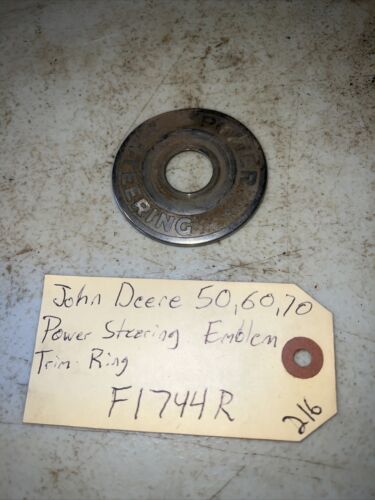 POWER
STEERING
John Deere 50,60,70
Power Steering Emblem
Trim Ring
F1744R
216